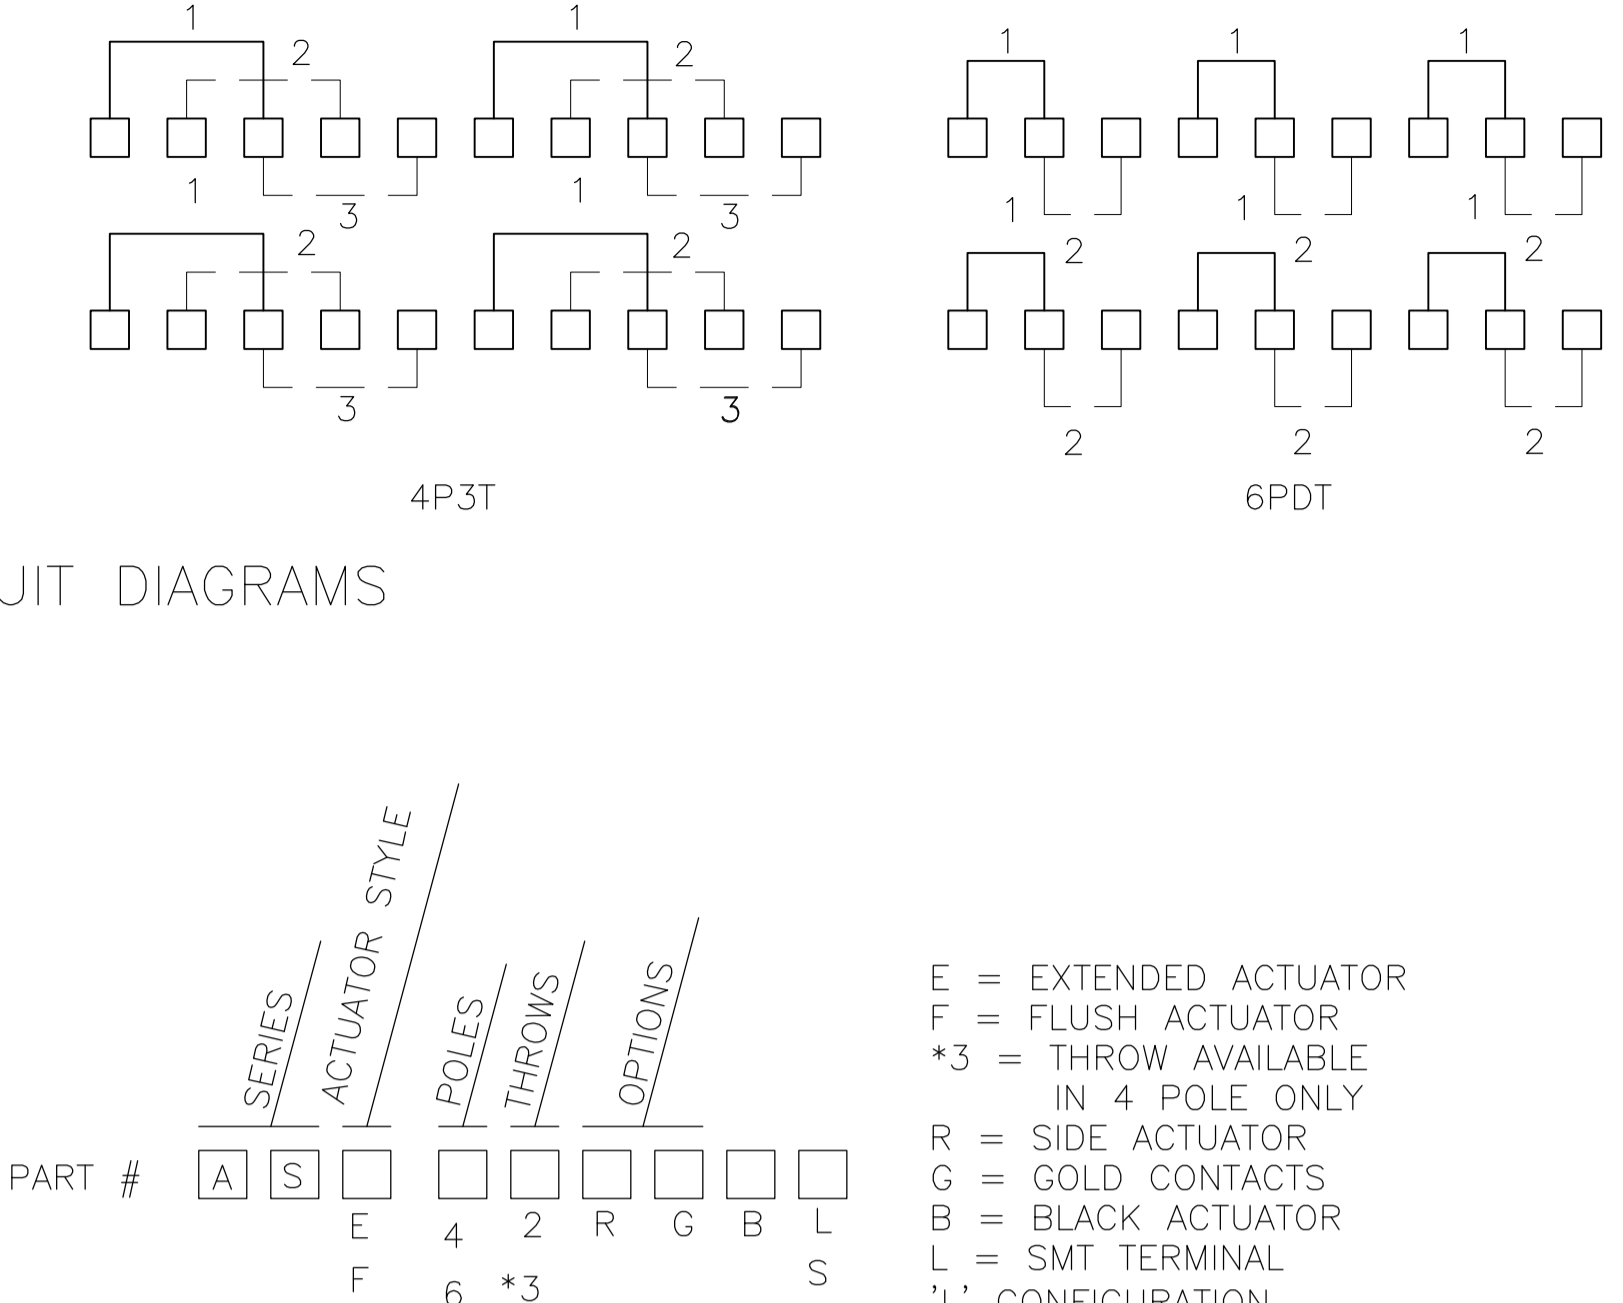 1 1 1 1 1
2 2
1 1 1 1 1
3 3
2 2 2 2 2
3 3
2 2 2
4P3T 6PDT
DIAGRAMS
SERIES
ACTUATOR STYLE
POLES
THROWS
OPTIONS
PART # A S
E 4 2 R G B L
F 6 *3 S
E = EXTENDED ACTUATOR
F = FLUSH ACTUATOR
*3 = THROW AVAILABLE
IN 4 POLE ONLY
R = SIDE ACTUATOR
G = GOLD CONTACTS
B = BLACK ACTUATOR
L = SMT TERMINAL
'L' CONFIGURATION